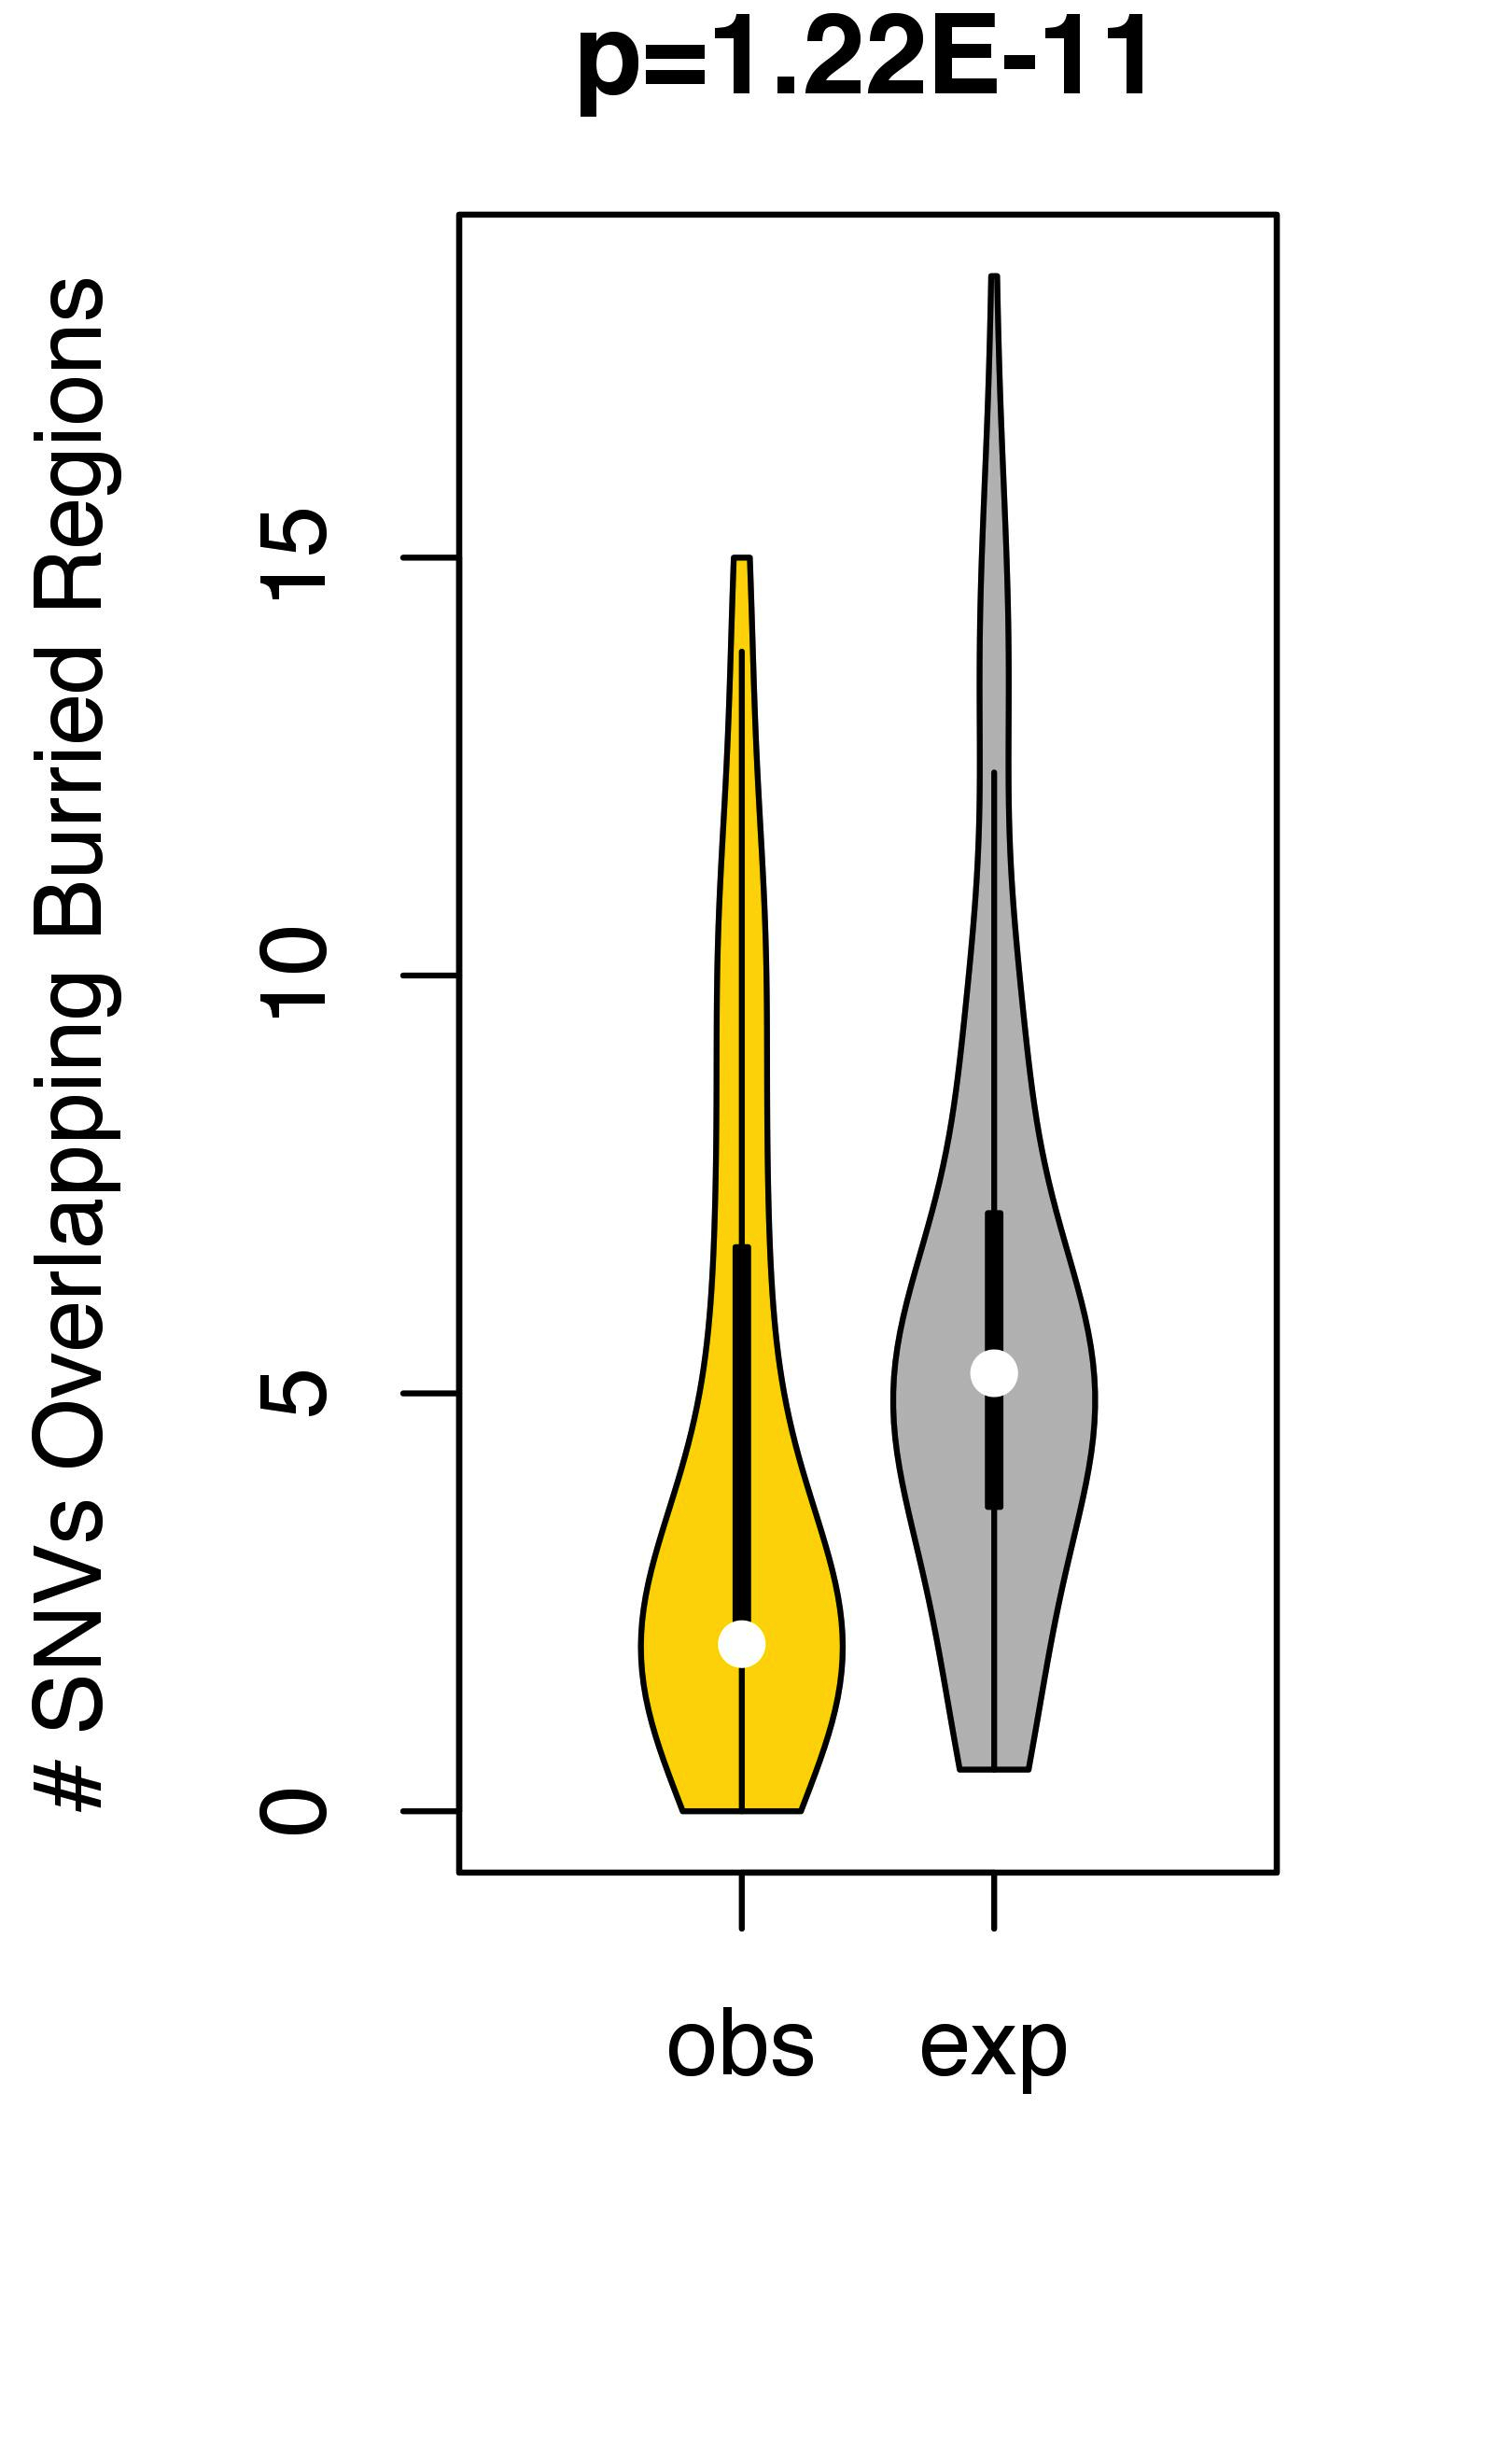 p=1.22E-11
# SNVs Overlapping Burried Regions
15
10
5
0
obs exp